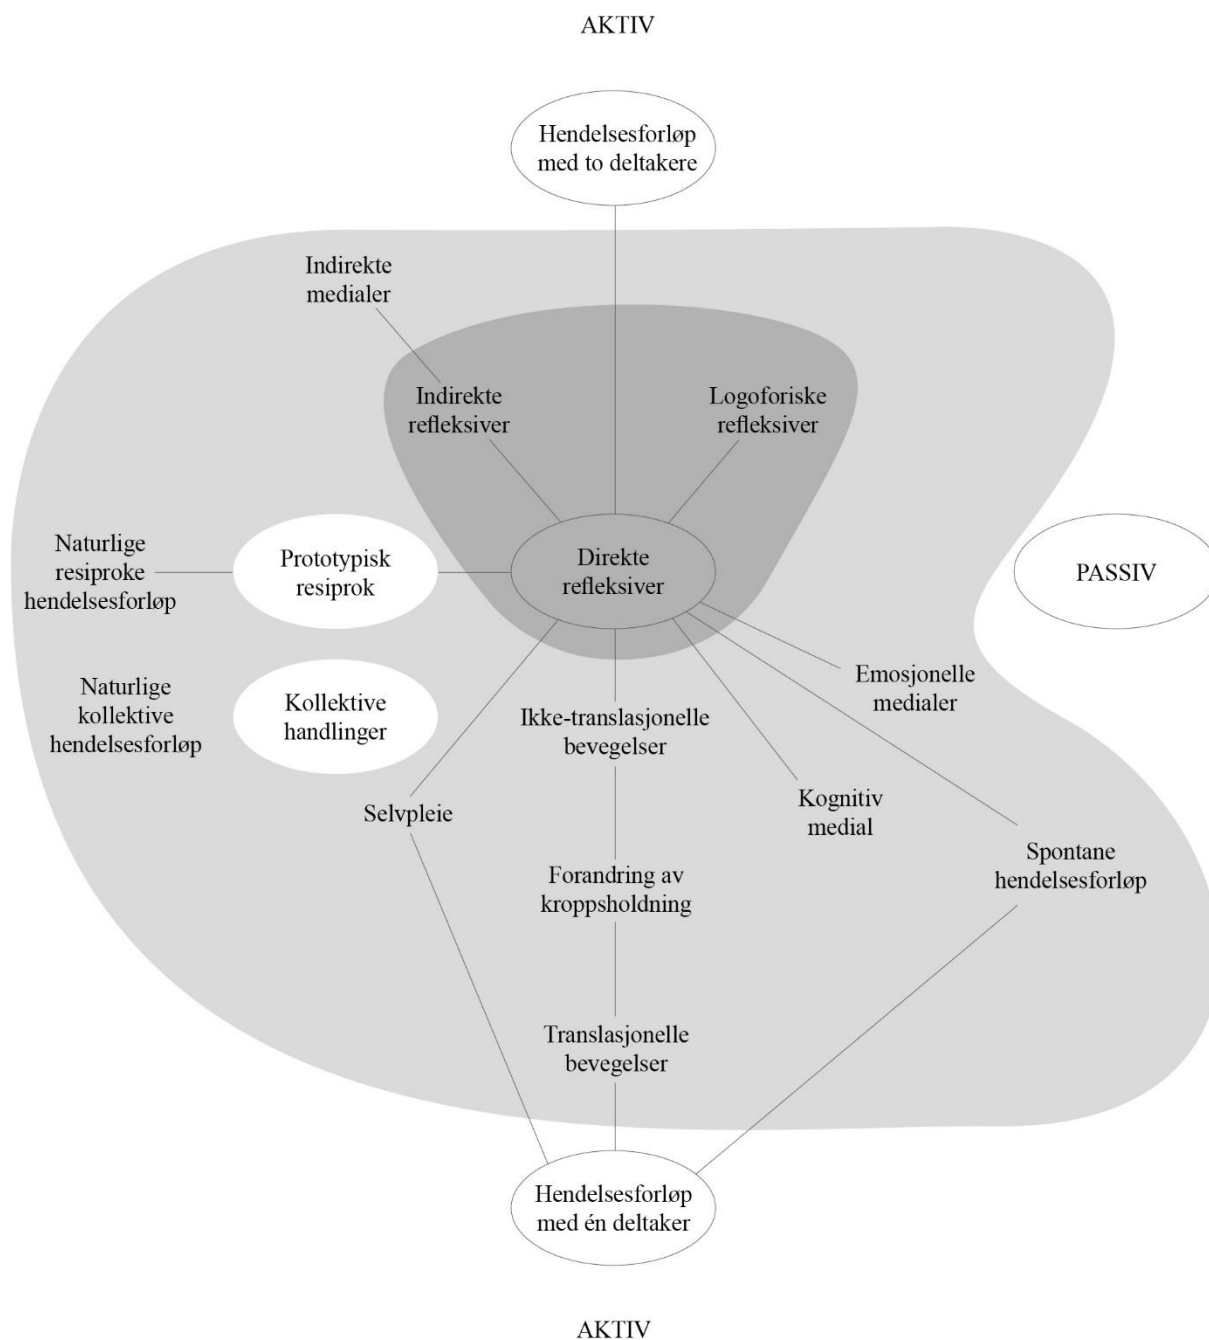 AKTIV
Hendelsesforløp
med to deltakere
Indirekte
medialer
Indirekte
refleksiver
Logoforiske
refleksiver
Naturlige
resiproke
hendelsesforløp
Prototypisk
resiprok
Direkte
refleksiver
PASSIV
Naturlige
kollektive
hendelsesforløp
Kollektive
handlinger
Ikke-translasjonelle
bevegelser
Emosjonelle
medialer
Selvpleie
Kognitiv
medial
Spontane
hendelsesforløp
Forandring av
kroppsholdning
Translasjonelle
bevegelser
Hendelsesforløp
med én deltaker
AKTIV